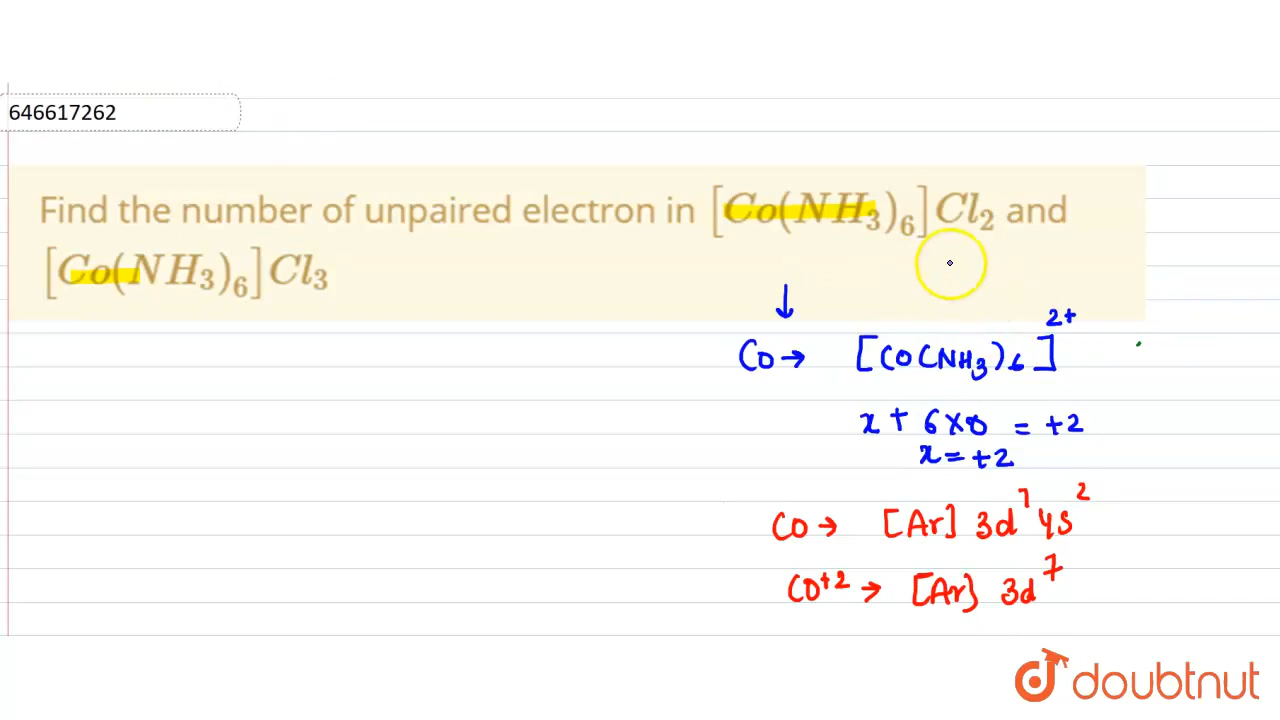 646617262
Find the number of unpaired electron in [Co(NH₃)₆]Cl₂ and
[Co(NH₃)₆]Cl₃
↓
CO → [CO(NH₃)₆]²⁺
x + 6×0 = +2
x = +2
CO → [Ar] 3d⁷ 4s²
CO⁺² → [Ar} 3d⁷
doubtnut